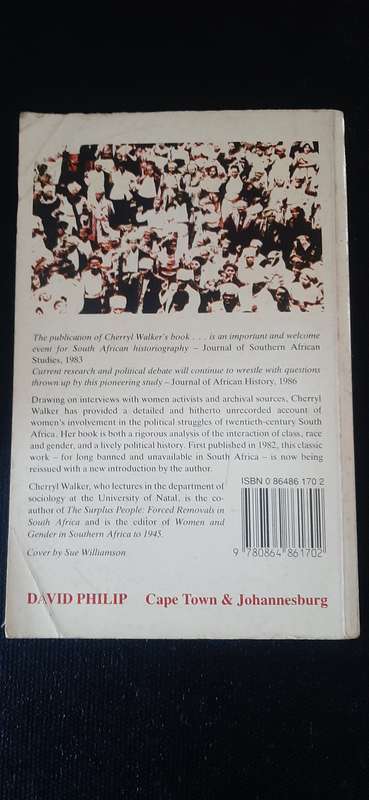 The publication of Cherryl Walker's book . . . is an important and welcome
event for South African historiography – Journal of Southern African
Studies, 1983
Current research and political debate will continue to wrestle with questions
thrown up by this pioneering study – Journal of African History, 1986
Drawing on interviews with women activists and archival sources, Cherryl
Walker has provided a detailed and hitherto unrecorded account of
women's involvement in the political struggles of twentieth-century South
Africa. Her book is both a rigorous analysis of the interaction of class, race
and gender, and a lively political history. First published in 1982, this classic
work – for long banned and unavailable in South Africa – is now being
reissued with a new introduction by the author.
Cherryl Walker, who lectures in the department of
sociology at the University of Natal, is the co-
author of The Surplus People: Forced Removals in
South Africa and is the editor of Women and
Gender in Southern Africa to 1945.
Cover by Sue Williamson
ISBN 0 86486 170 2
9 780864 861702
DAVID PHILIP Cape Town & Johannesburg